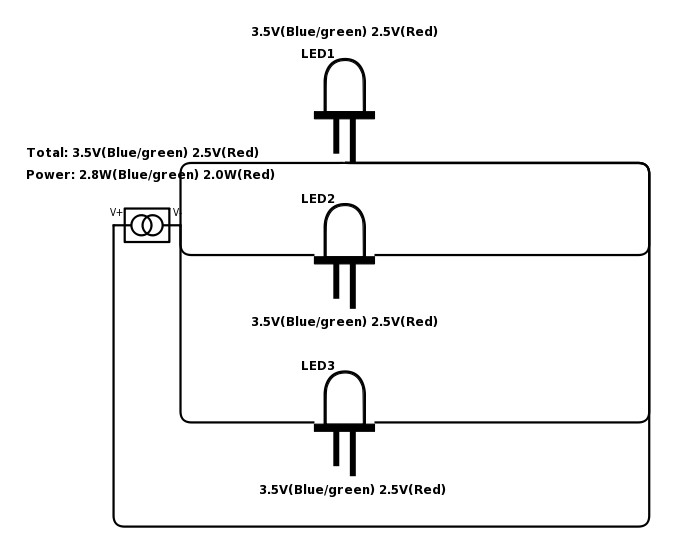 3.5V(Blue/green) 2.5V(Red)
LED1
Total: 3.5V(Blue/green) 2.5V(Red)
Power: 2.8W(Blue/green) 2.0W(Red)
LED2
V+
V
3.5V(Blue/green) 2.5V(Red)
LED3
3.5V(Blue/green) 2.5V(Red)